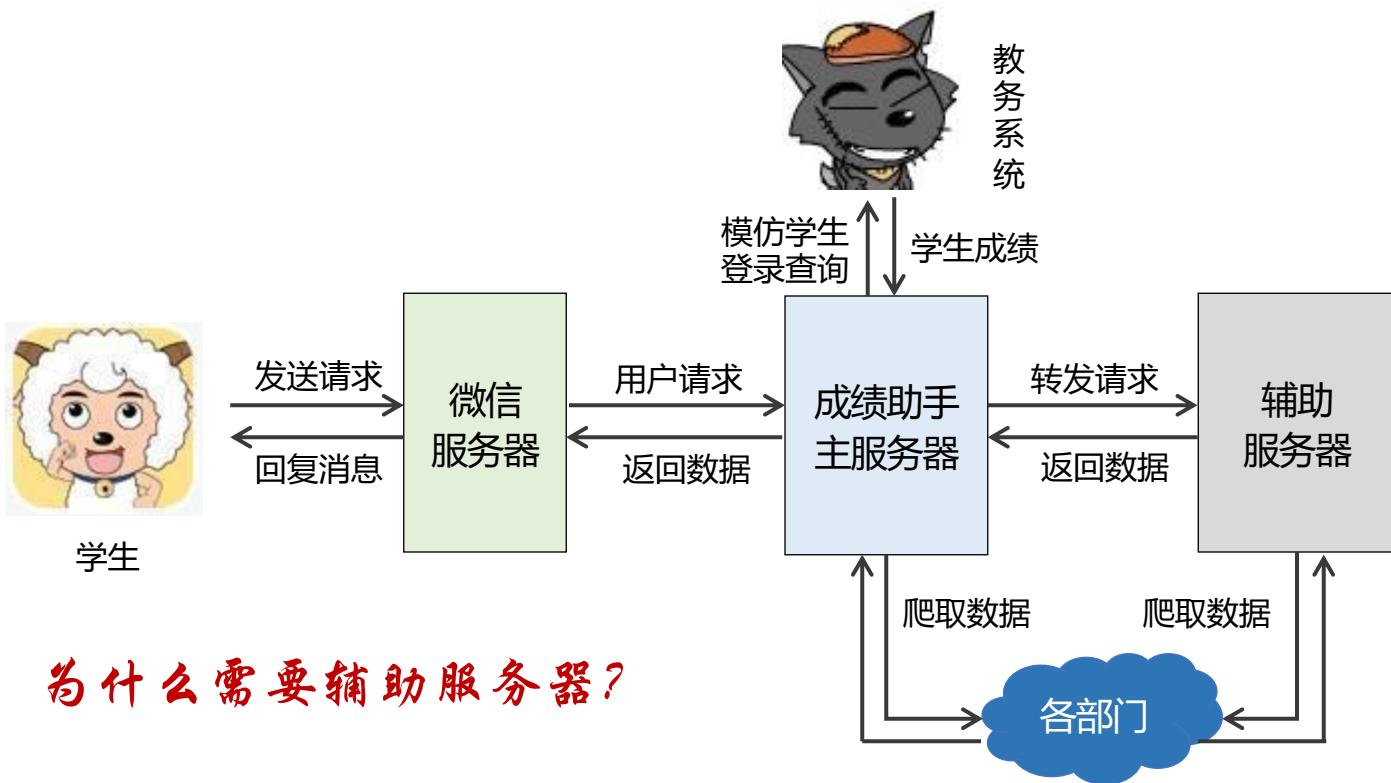 教
务
系
统
模仿学生
登录查询
学生成绩
发送请求
回复消息
学生
微信
服务器
用户请求
返回数据
成绩助手
主服务器
转发请求
返回数据
辅助
服务器
爬取数据
爬取数据
各部门
为什么需要辅助服务器?